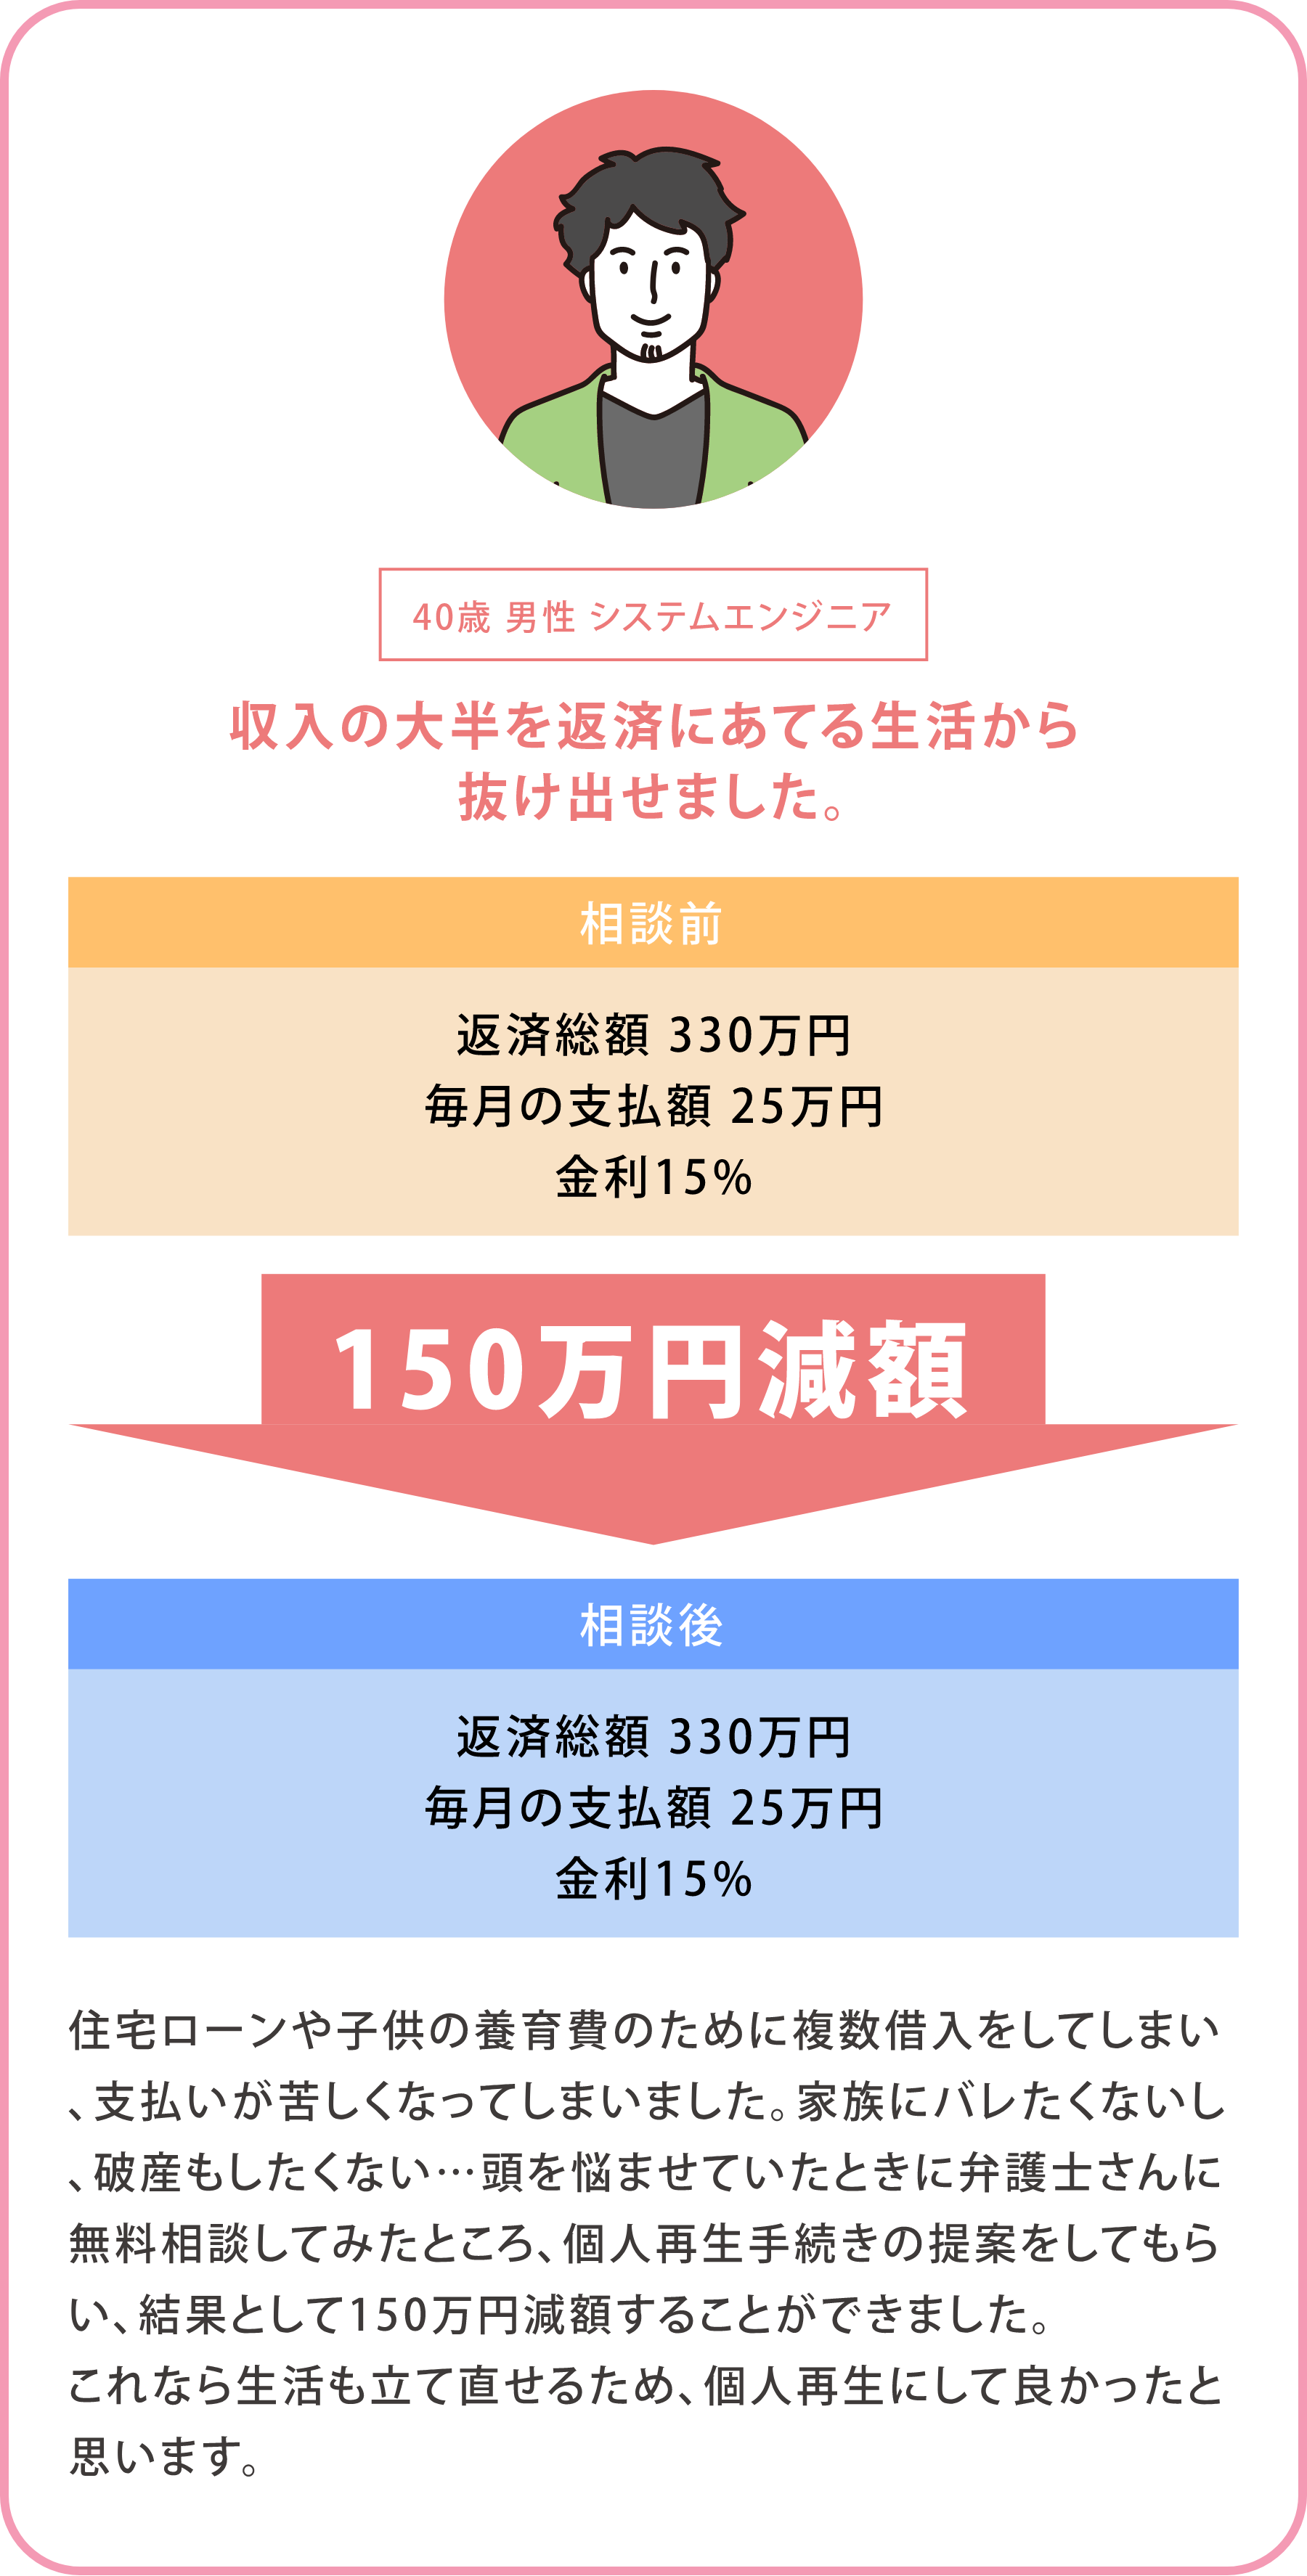 40歳 男性 システムエンジニア
収入の大半を返済にあてる生活から
抜け出せました。
相談前
返済総額 330万円
毎月の支払額 25万円
金利15%
150万円減額
相談後
返済総額 330万円
毎月の支払額 25万円
金利15%
住宅ローンや子供の養育費のために複数借入をしてしまい
、支払いが苦しくなってしまいました。家族にバレたくないし
、破産もしたくない…頭を悩ませていたときに弁護士さんに
無料相談してみたところ、個人再生手続きの提案をしてもら
い、結果として150万円減額することができました。
これなら生活も立て直せるため、個人再生にして良かったと
思います。